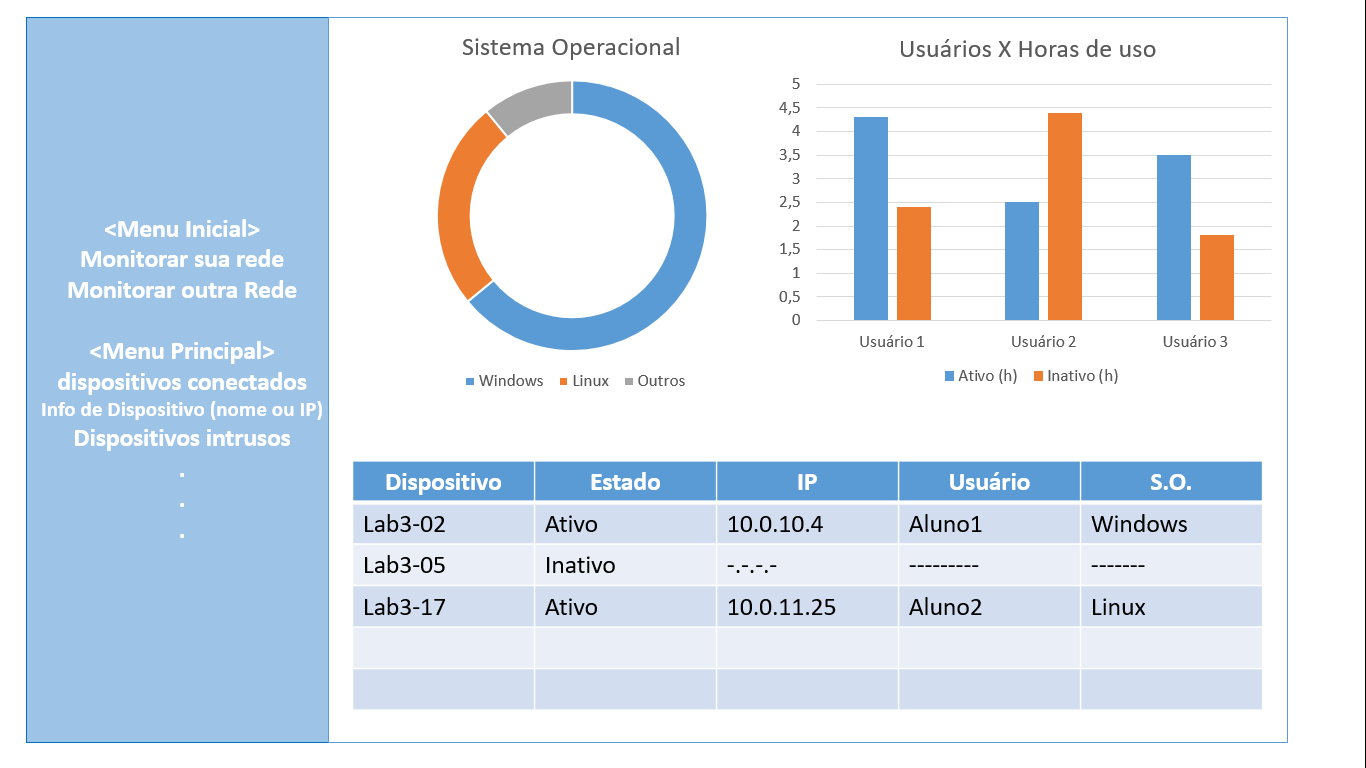 <Menu Inicial>
Monitorar sua rede
Monitorar outra Rede
<Menu Principal>
dispositivos conectados
Info de Dispositivo (nome ou IP)
Dispositivos intrusos
.
.
.
Sistema Operacional
Windows Linux Outros
Usuários X Horas de uso
5
4,5
4
3,5
3
2,5
2
1,5
1
0,5
0
Usuário 1 Usuário 2 Usuário 3
Ativo (h) Inativo (h)
Dispositivo Estado IP Usuário S.O.
Lab3-02 Ativo 10.0.10.4 Aluno1 Windows
Lab3-05 Inativo -.-.-.- --------- -------
Lab3-17 Ativo 10.0.11.25 Aluno2 Linux